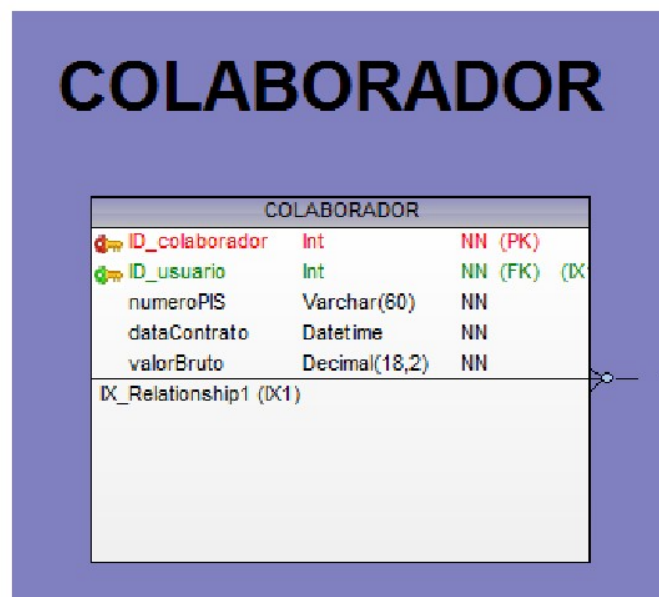 COLABORADOR
COLABORADOR
ID_colaborador Int NN (PK)
ID_usuario Int NN (FK) (IX
numeroPIS Varchar(60) NN
dataContrato Datetime NN
valorBruto Decimal(18,2) NN
IX_Relationship1 (IX1)